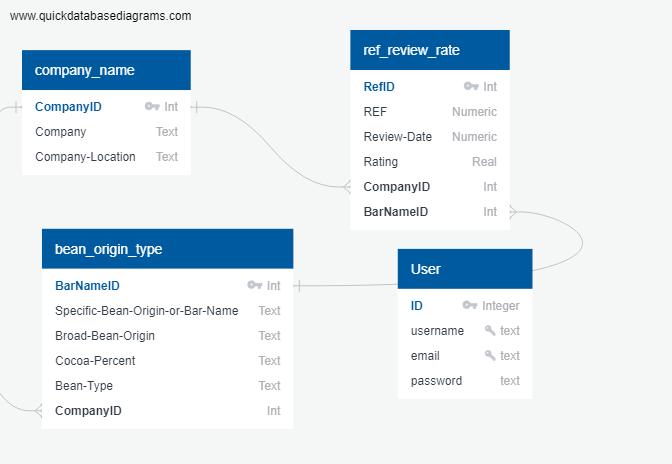 www.quickdatabasediagrams.com
company_name
CompanyID Int
Company Text
Company-Location Text
ref_review_rate
RefID Int
REF Numeric
Review-Date Numeric
Rating Real
CompanyID Int
BarNameID Int
bean_origin_type
BarNameID Int
Specific-Bean-Origin-or-Bar-Name Text
Broad-Bean-Origin Text
Cocoa-Percent Text
Bean-Type Text
CompanyID Int
User
ID Integer
username text
email text
password text